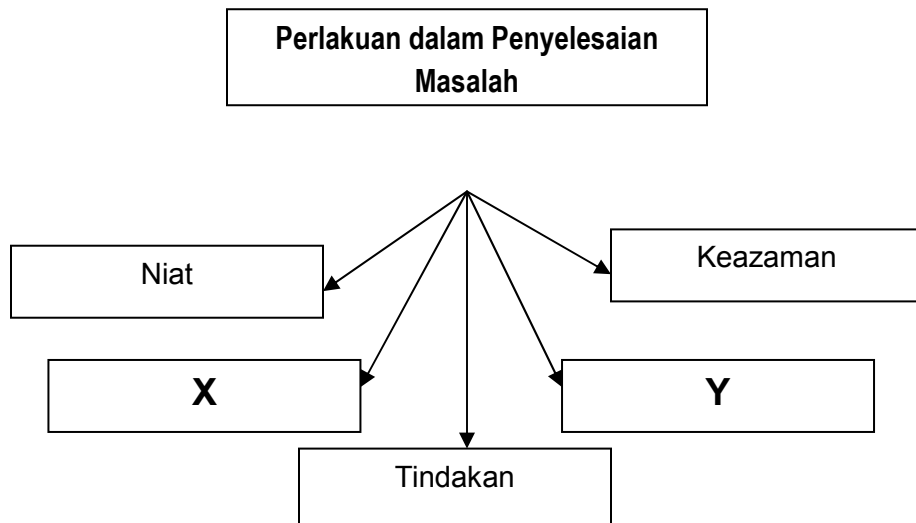 Perlakuan dalam Penyelesaian
Masalah
Niat
Keazaman
X
Y
Tindakan